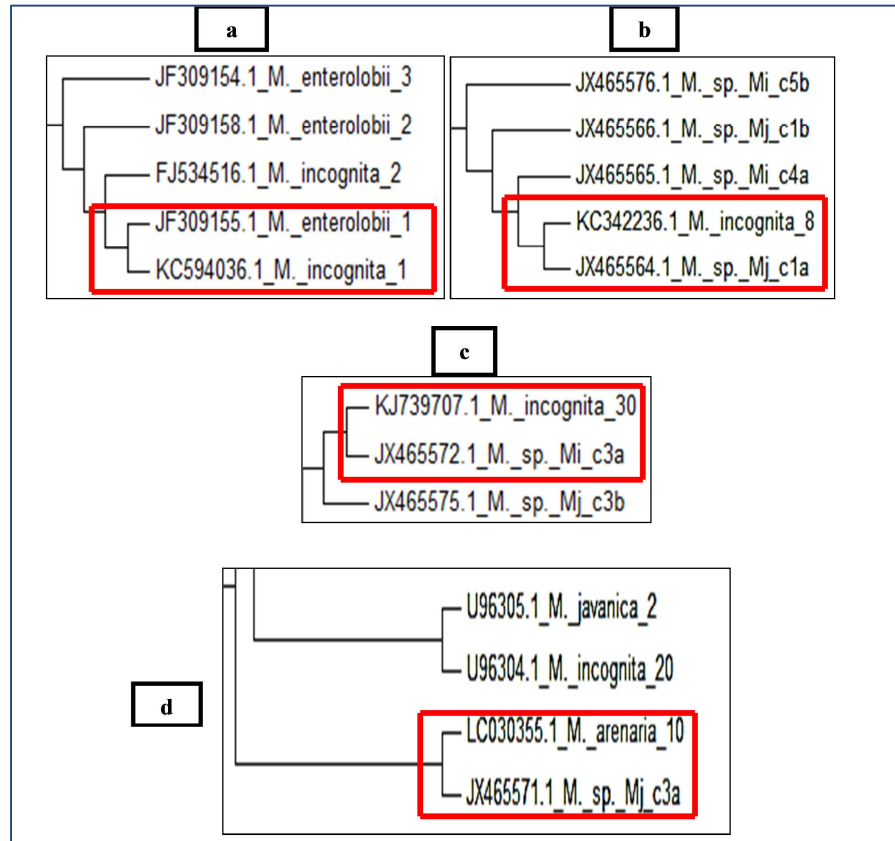 a
JF309154.1_M._enterolobii_3
JF309158.1_M._enterolobii_2
FJ534516.1_M._incognita_2
JF309155.1_M._enterolobii_1
KC594036.1_M._incognita_1
b
JX465576.1_M._sp._Mi_c5b
JX465566.1_M._sp._Mj_c1b
JX465565.1_M._sp._Mi_c4a
KC342236.1_M._incognita_8
JX465564.1_M._sp._Mj_c1a
c
KJ739707.1_M._incognita_30
JX465572.1_M._sp._Mi_c3a
JX465575.1_M._sp._Mj_c3b
d
U96305.1_M._javanica_2
U96304.1_M._incognita_20
LC030355.1_M._arenaria_10
JX465571.1_M._sp._Mj_c3a